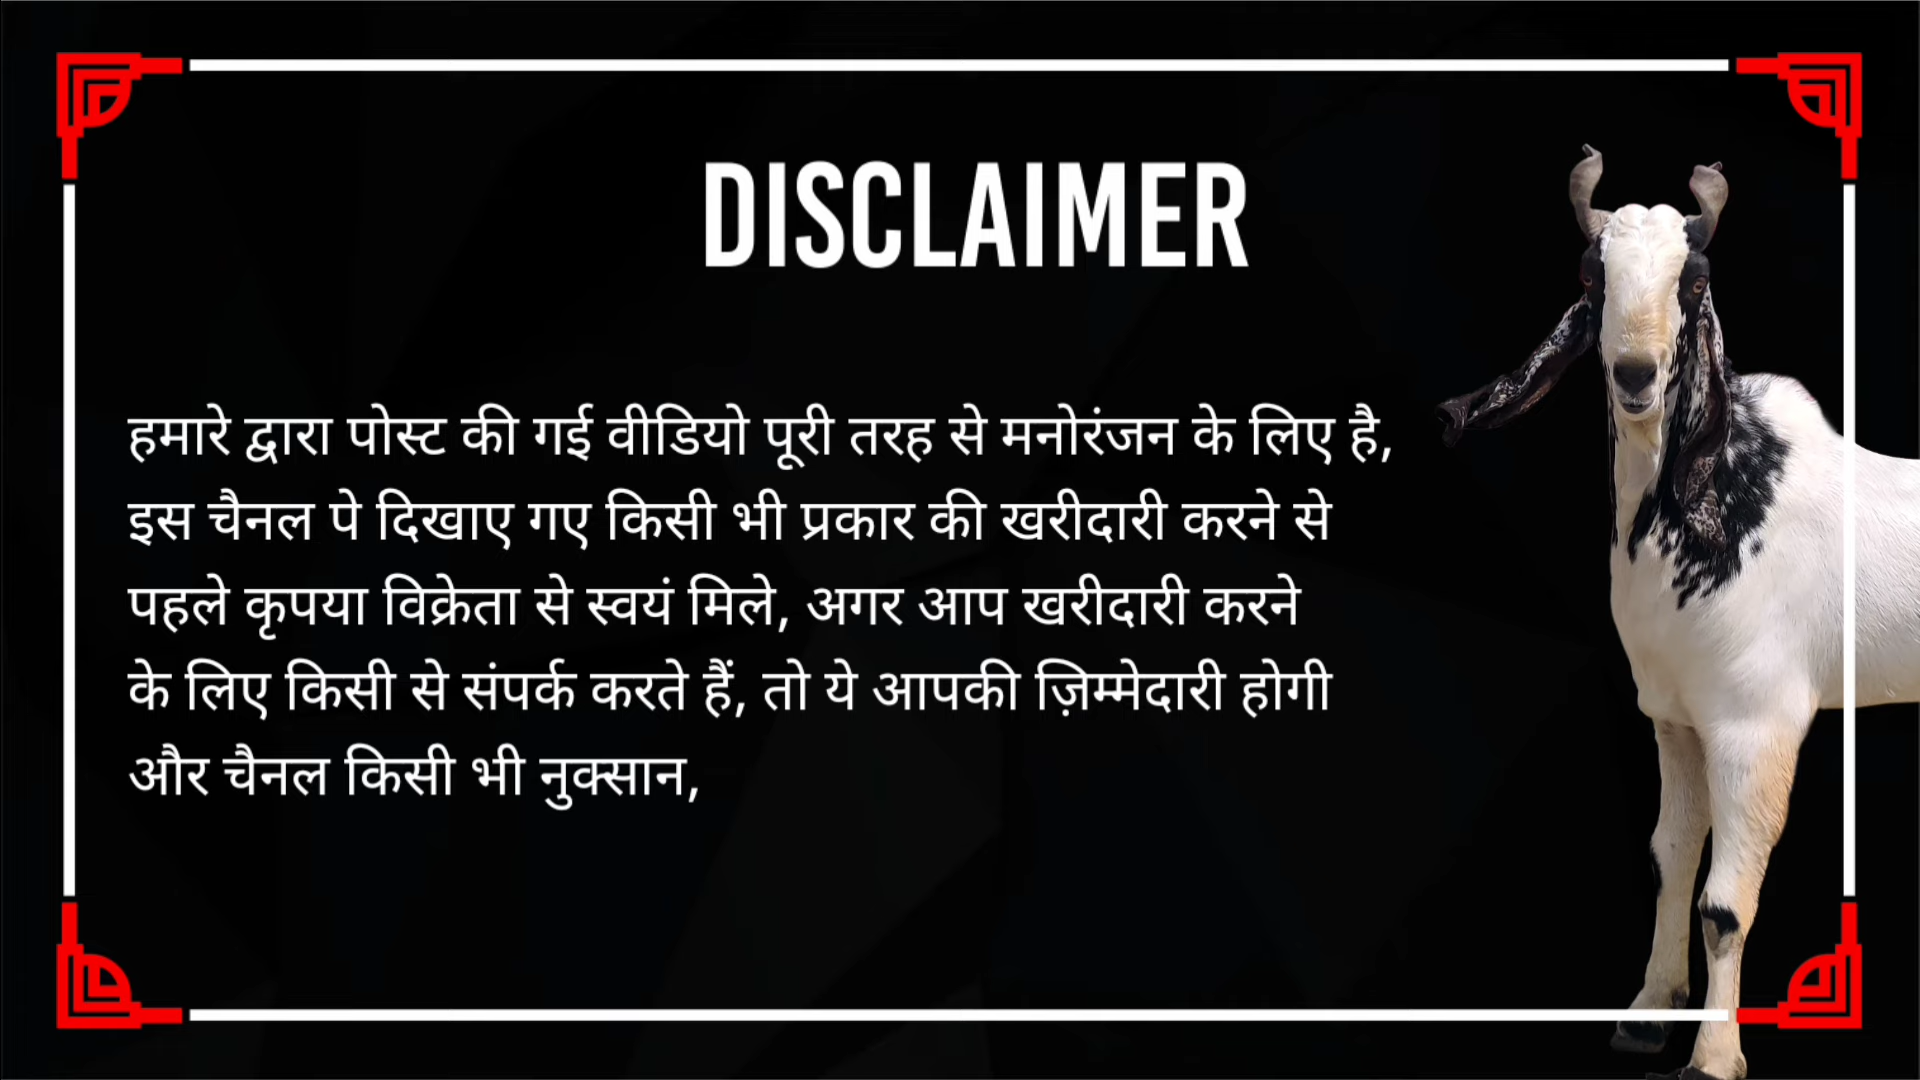 DISCLAIMER
हमारे द्वारा पोस्ट की गई वीडियो पूरी तरह से मनोरंजन के लिए है,
इस चैनल पे दिखाए गए किसी भी प्रकार की खरीदारी करने से
पहले कृपया विक्रेता से स्वयं मिले, अगर आप खरीदारी करने
के लिए किसी से संपर्क करते हैं, तो ये आपकी ज़िम्मेदारी होगी
और चैनल किसी भी नुक्सान,